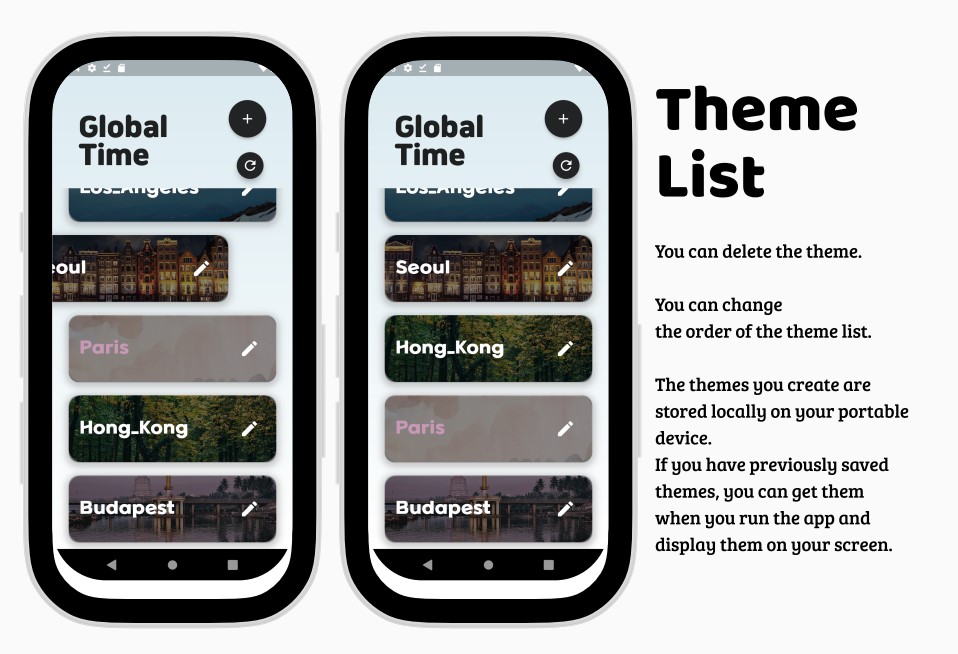 Global
Time
Los_Angeles
eoul
Paris
Hong_Kong
Budapest
Global
Time
Los_Angeles
Seoul
Hong_Kong
Paris
Budapest
Theme
List
You can delete the theme.
You can change
the order of the theme list.
The themes you create are
stored locally on your portable
device.
If you have previously saved
themes, you can get them
when you run the app and
display them on your screen.